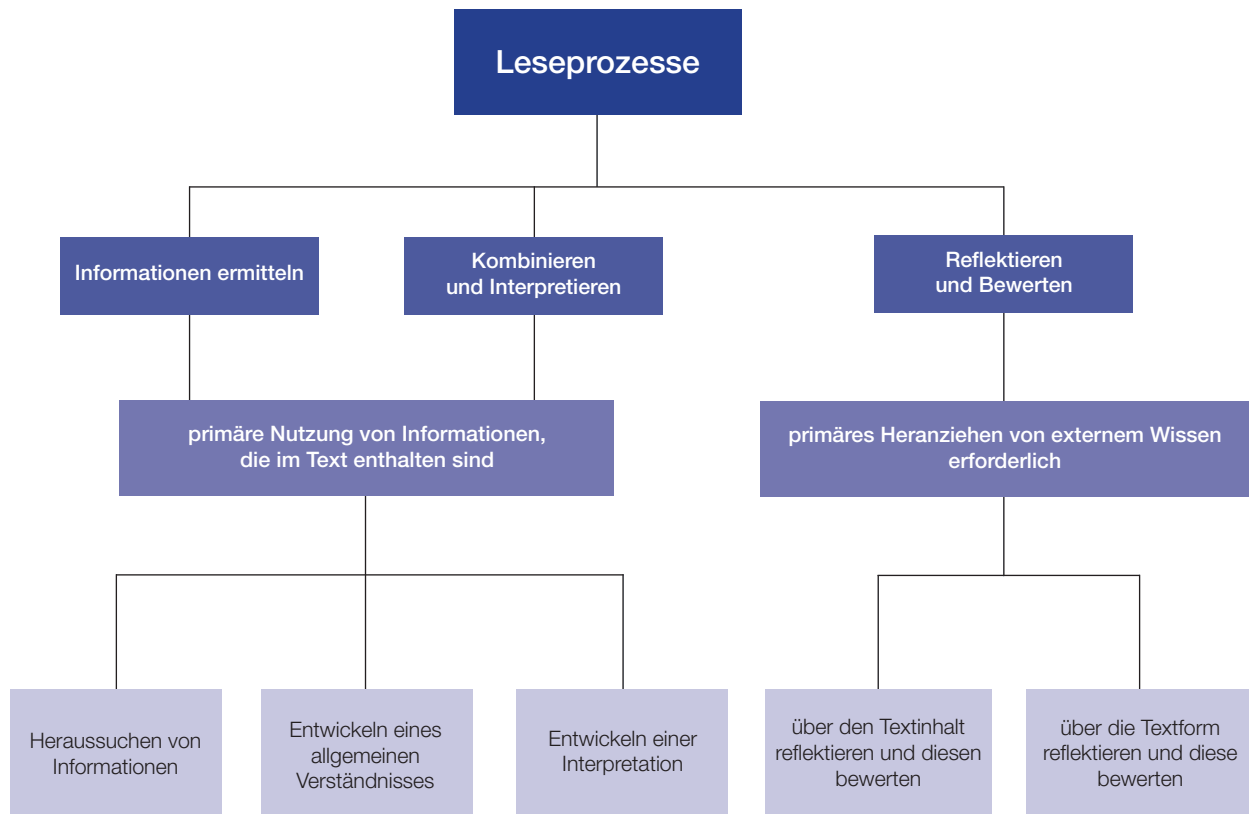 Leseprozesse
Informationen ermitteln
Kombinieren
und Interpretieren
Reflektieren
und Bewerten
primäre Nutzung von Informationen,
die im Text enthalten sind
primäres Heranziehen von externem Wissen
erforderlich
Heraussuchen von
Informationen
Entwickeln eines
allgemeinen
Verständnisses
Entwickeln einer
Interpretation
über den Textinhalt
reflektieren und diesen
bewerten
über die Textform
reflektieren und diese
bewerten